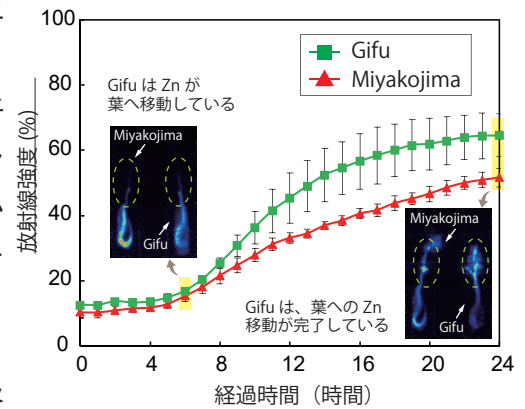 100
80
60
40
20
0
放射線強度 (%)
Gifu
Miyakojima
Gifu は Zn が
葉へ移動している
Miyakojima
Gifu
Miyakojima
Gifu
Gifu は、葉への Zn
移動が完了している
0
4
8
12
16
20
24
経過時間（時間）